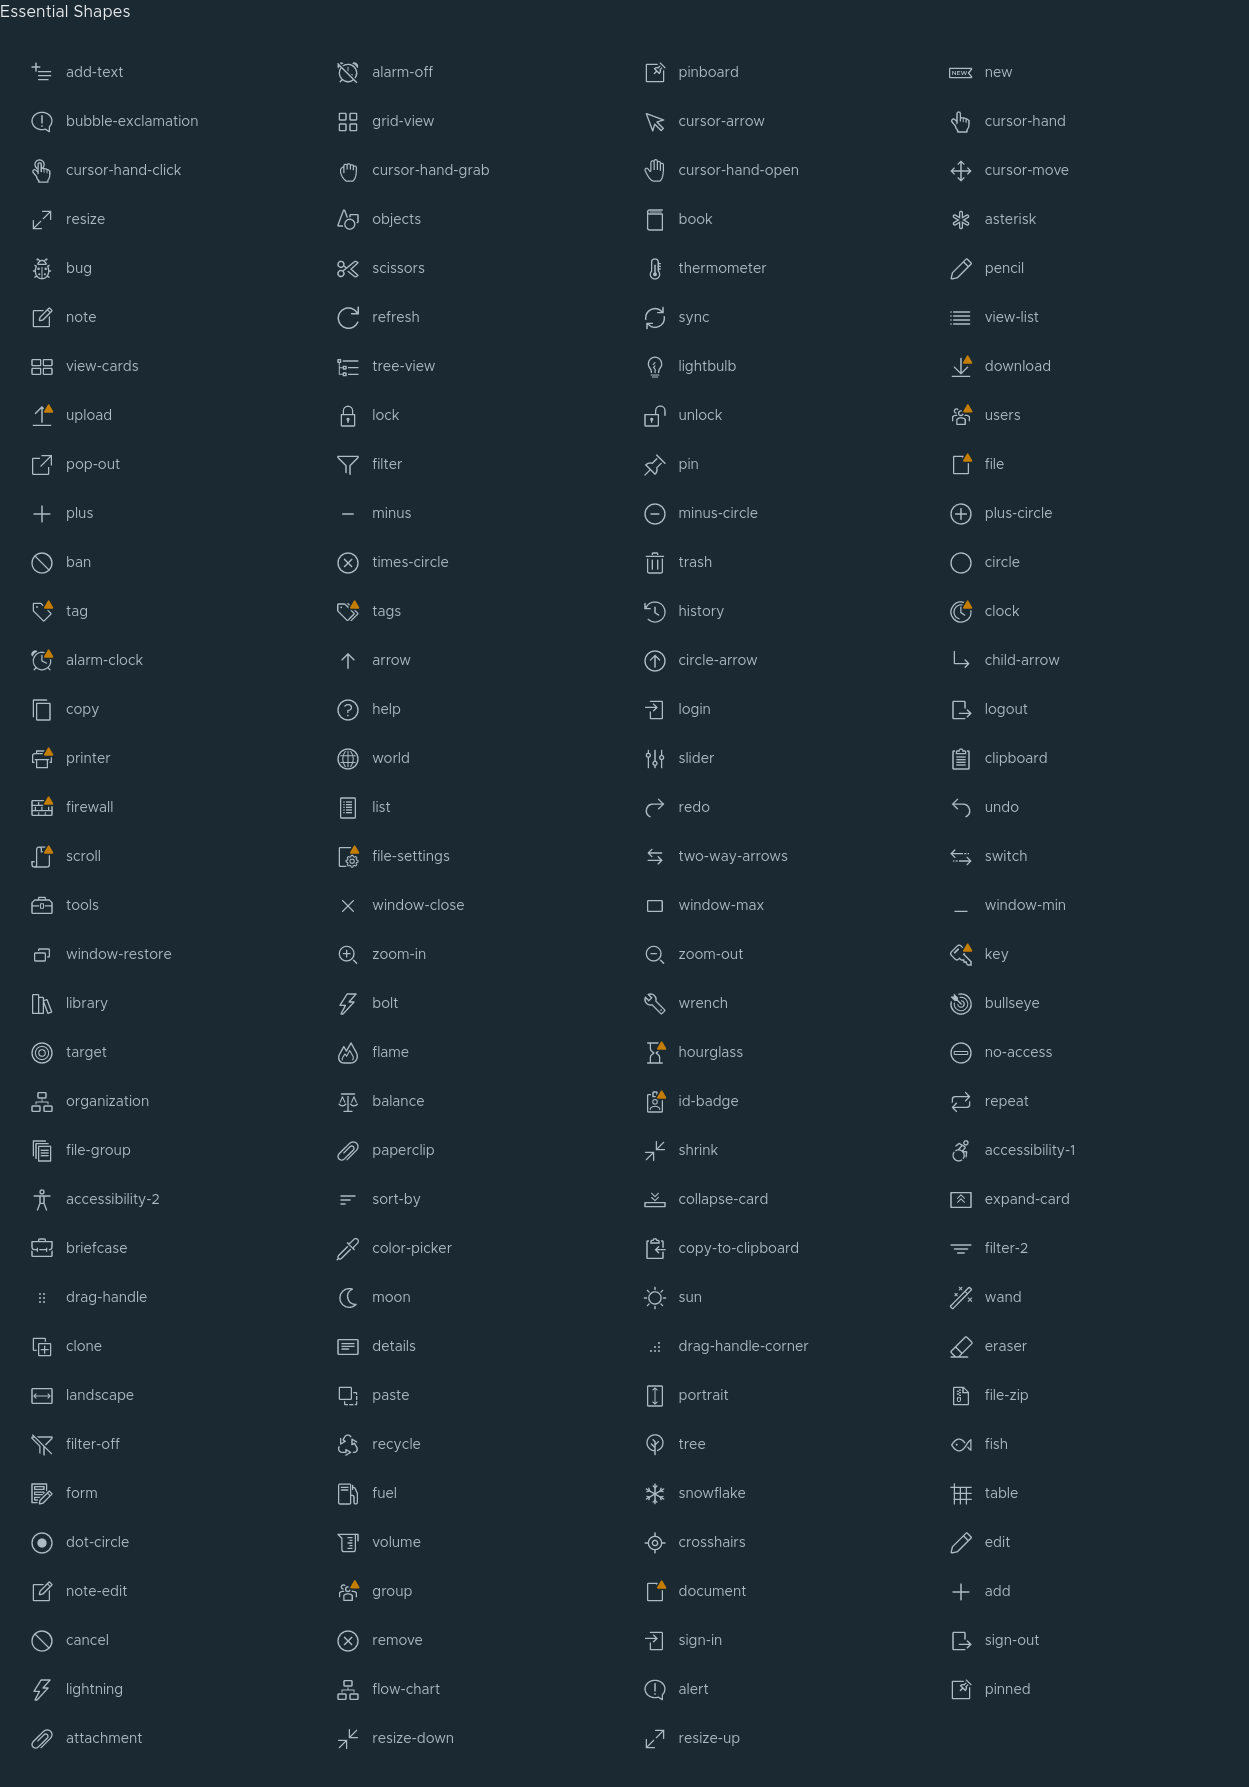 Essential Shapes
add-text alarm-off pinboard new
bubble-exclamation grid-view cursor-arrow cursor-hand
cursor-hand-click cursor-hand-grab cursor-hand-open cursor-move
resize objects book asterisk
bug scissors thermometer pencil
note refresh sync view-list
view-cards tree-view lightbulb download
upload lock unlock users
pop-out filter pin file
plus minus minus-circle plus-circle
ban times-circle trash circle
tag tags history clock
alarm-clock arrow circle-arrow child-arrow
copy help login logout
printer world slider clipboard
firewall list redo undo
scroll file-settings two-way-arrows switch
tools window-close window-max window-min
window-restore zoom-in zoom-out key
library bolt wrench bullseye
target flame hourglass no-access
organization balance id-badge repeat
file-group paperclip shrink accessibility-1
accessibility-2 sort-by collapse-card expand-card
briefcase color-picker copy-to-clipboard filter-2
drag-handle moon sun wand
clone details drag-handle-corner eraser
landscape paste portrait file-zip
filter-off recycle tree fish
form fuel snowflake table
dot-circle volume crosshairs edit
note-edit group document add
cancel remove sign-in sign-out
lightning flow-chart alert pinned
attachment resize-down resize-up